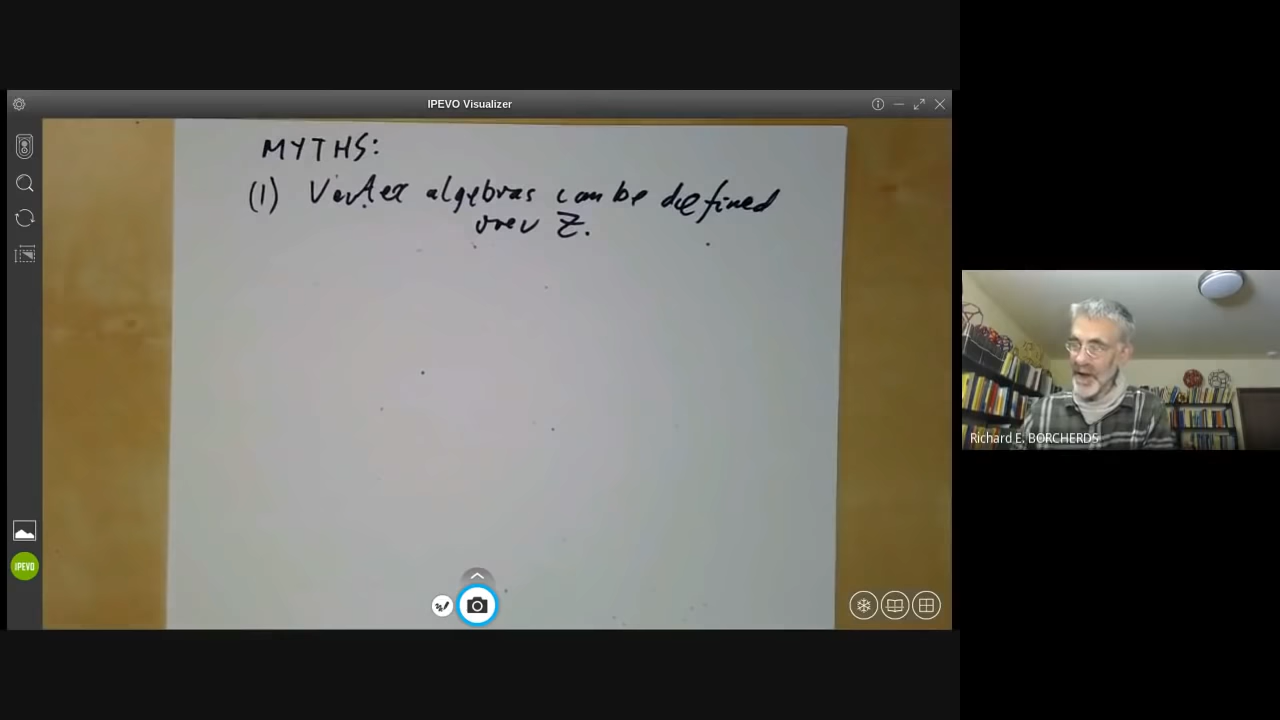 IPEVO Visualizer
MYTHS:
(1) Vertex algebras can be defined
over Z.
Richard E. BORCHERDS
IPEVO